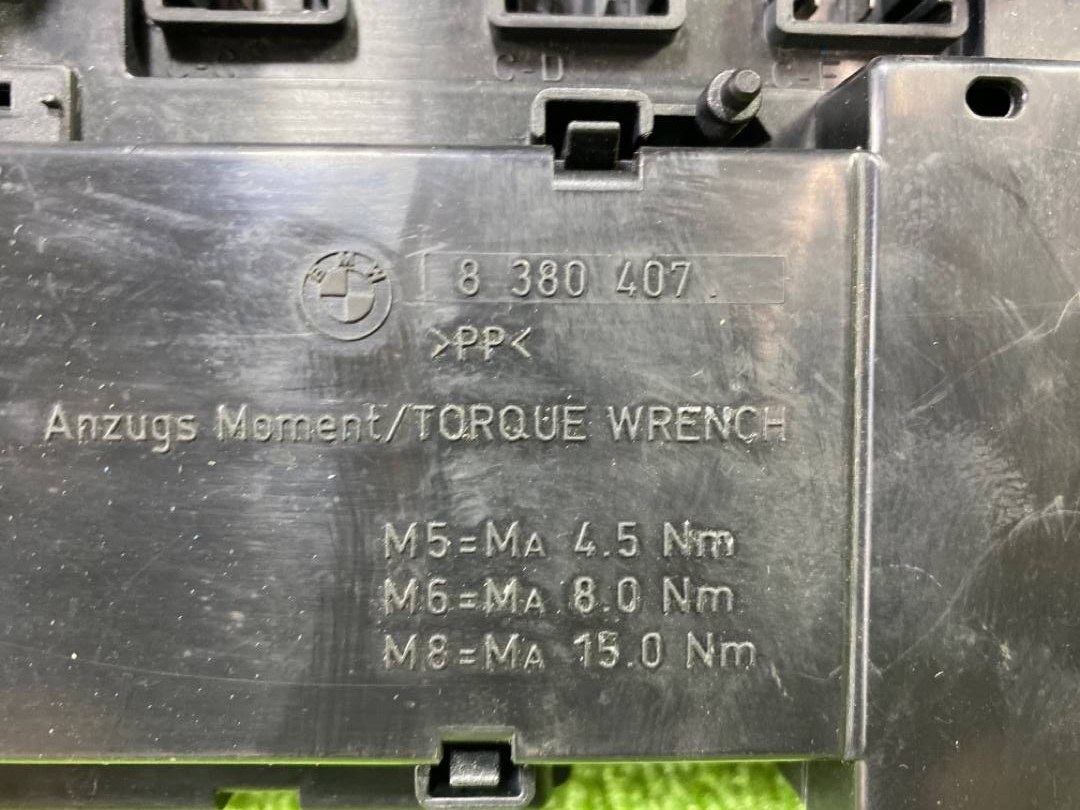 C-D
C-E
BMW
8 380 407
>PP<
Anzugs Moment/TORQUE WRENCH
M5=MA 4.5 Nm
M6=MA 8.0 Nm
M8=MA 15.0 Nm